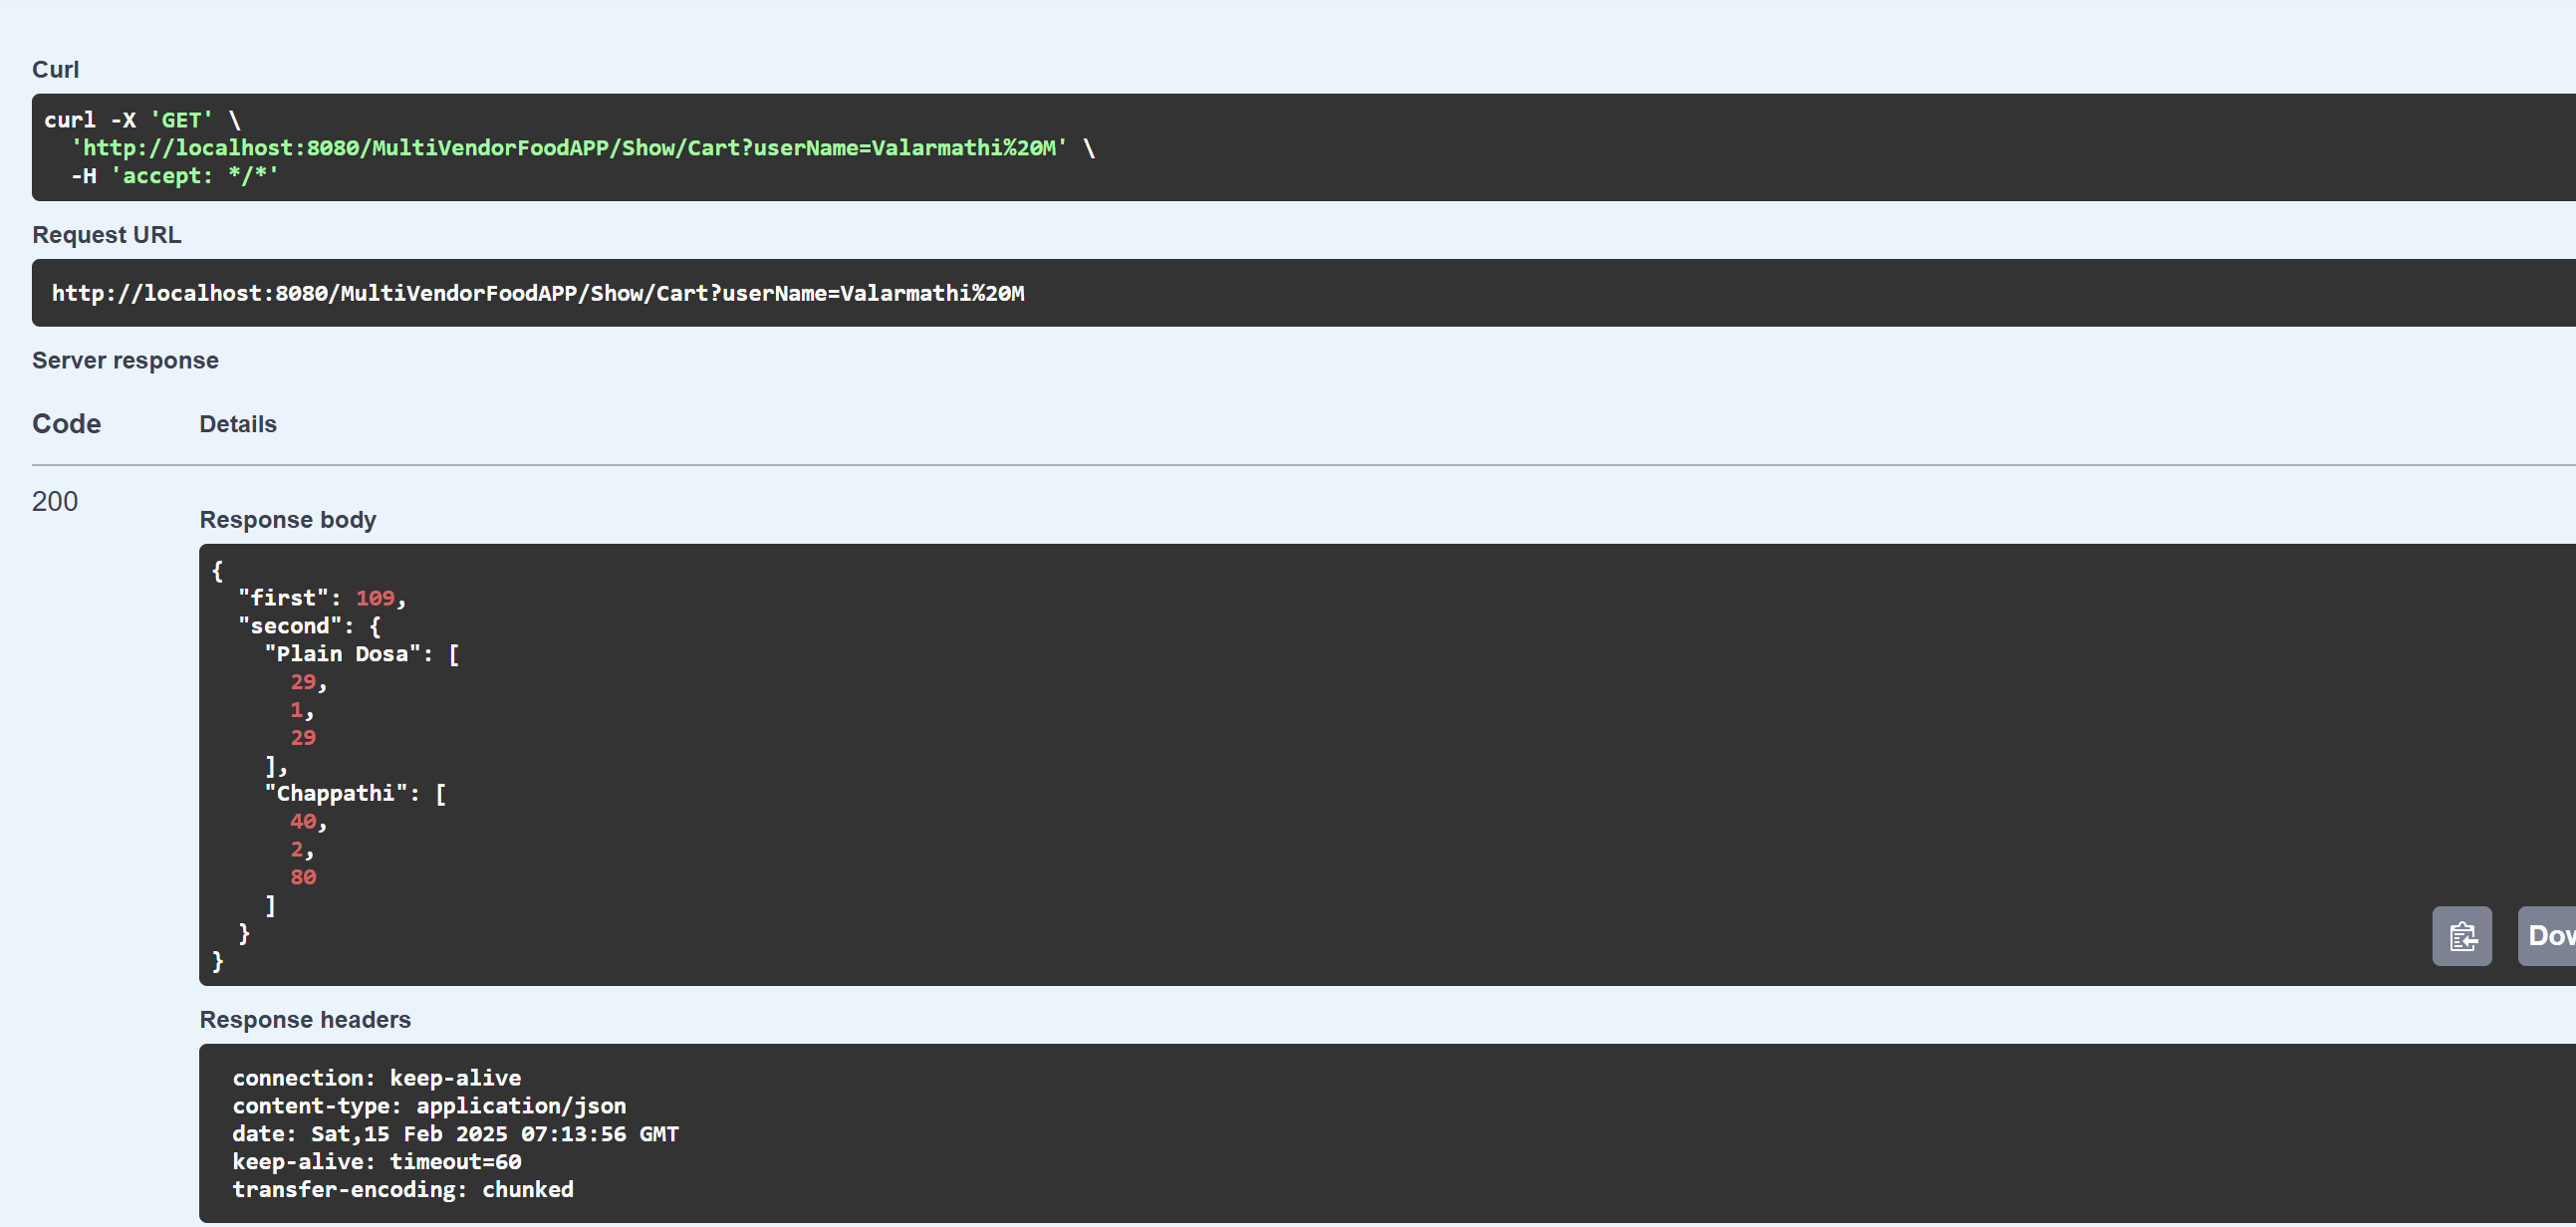 Curl
curl -X 'GET' \
'http://localhost:8080/MultiVendorFoodAPP/Show/Cart?userName=Valarmathi%20M' \
-H 'accept: */*'
Request URL
http://localhost:8080/MultiVendorFoodAPP/Show/Cart?userName=Valarmathi%20M
Server response
Code Details
200
Response body
{
"first": 109,
"second": {
"Plain Dosa": [
29,
1,
29
],
"Chappathi": [
40,
2,
80
]
}
}
Response headers
connection: keep-alive
content-type: application/json
date: Sat,15 Feb 2025 07:13:56 GMT
keep-alive: timeout=60
transfer-encoding: chunked